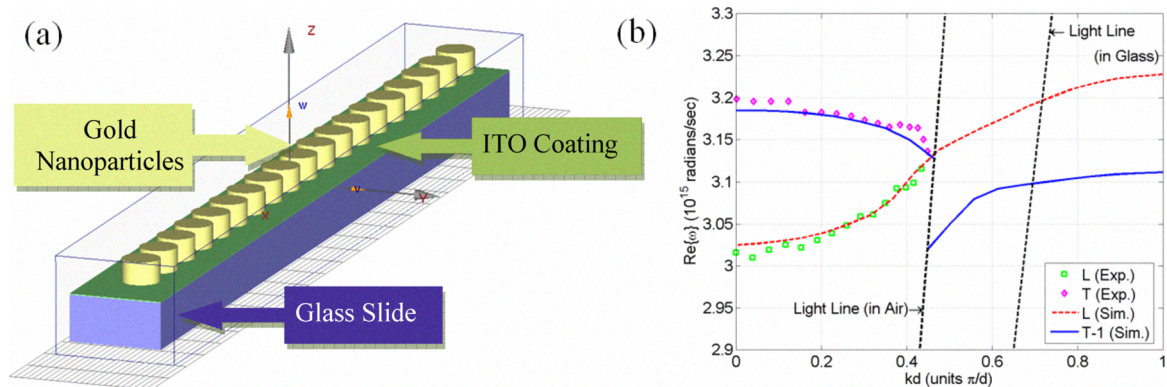 (a)
Z
w
Gold
Nanoparticles
ITO Coating
X
Y
Glass Slide
(b)
Re{ω} {10¹⁵ radians/sec)
3.3
3.25
3.2
3.15
3.1
3.05
3
2.95
2.9
← Light Line
(in Glass)
Light Line (in Air)→
L (Exp.)
T (Exp.)
L (Sim.)
T-1 (Sim.)
0
0.2
0.4
0.6
0.8
1
kd (units π/d)